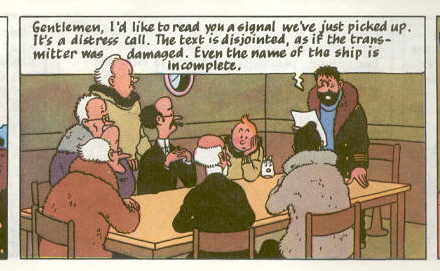 Gentlemen, I'd like to read you a signal we've just picked up.
It's a distress call. The text is disjointed, as if the trans-
mitter was damaged. Even the name of the ship is
incomplete.